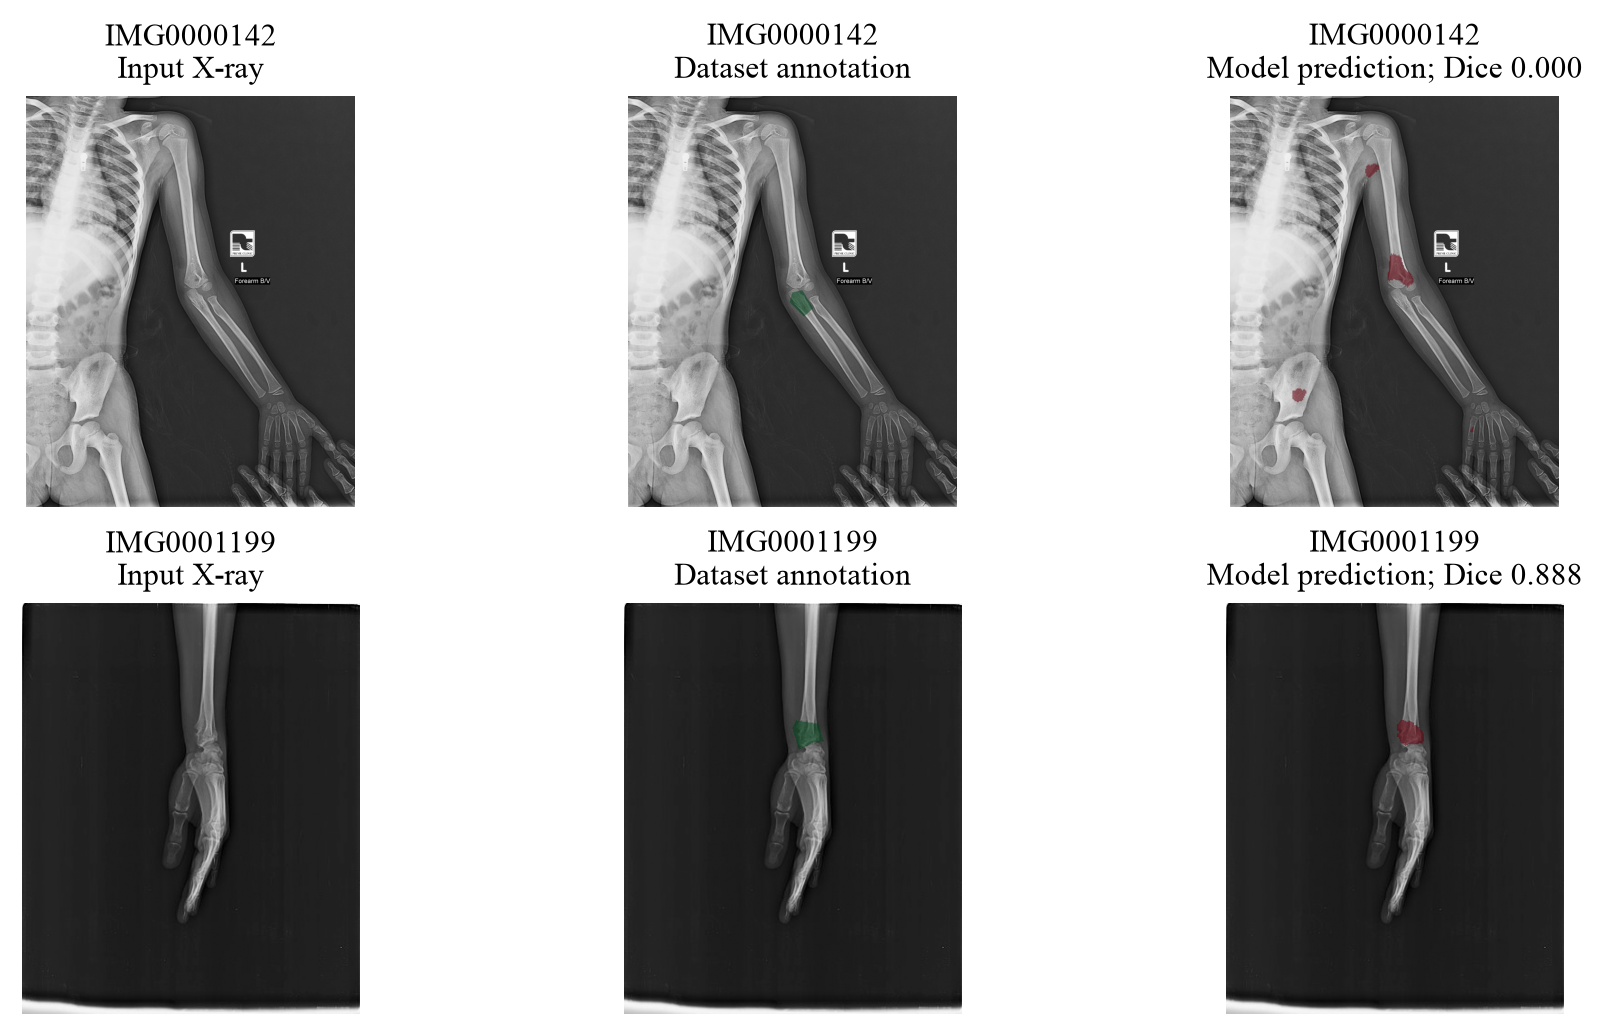 IMG0000142
Input X-ray
IMG0000142
Dataset annotation
IMG0000142
Model prediction; Dice 0.000
L
Forearm B/V
L
Forearm B/V
L
Forearm B/V
IMG0001199
Input X-ray
IMG0001199
Dataset annotation
IMG0001199
Model prediction; Dice 0.888